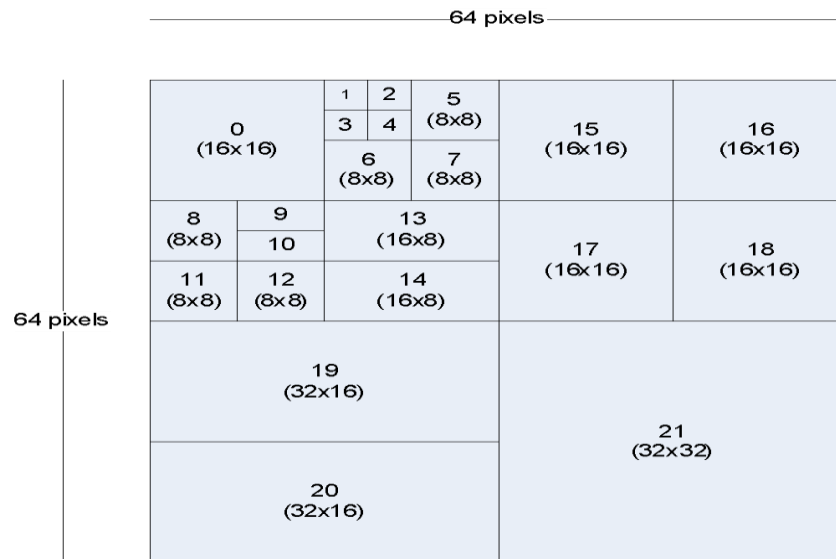 64 pixels
0
(16x16)
1
2
3
4
5
(8x8)
6
(8x8)
7
(8x8)
15
(16x16)
16
(16x16)
8
(8x8)
9
10
11
(8x8)
12
(8x8)
13
(16x8)
14
(16x8)
17
(16x16)
18
(16x16)
64 pixels
19
(32x16)
20
(32x16)
21
(32x32)